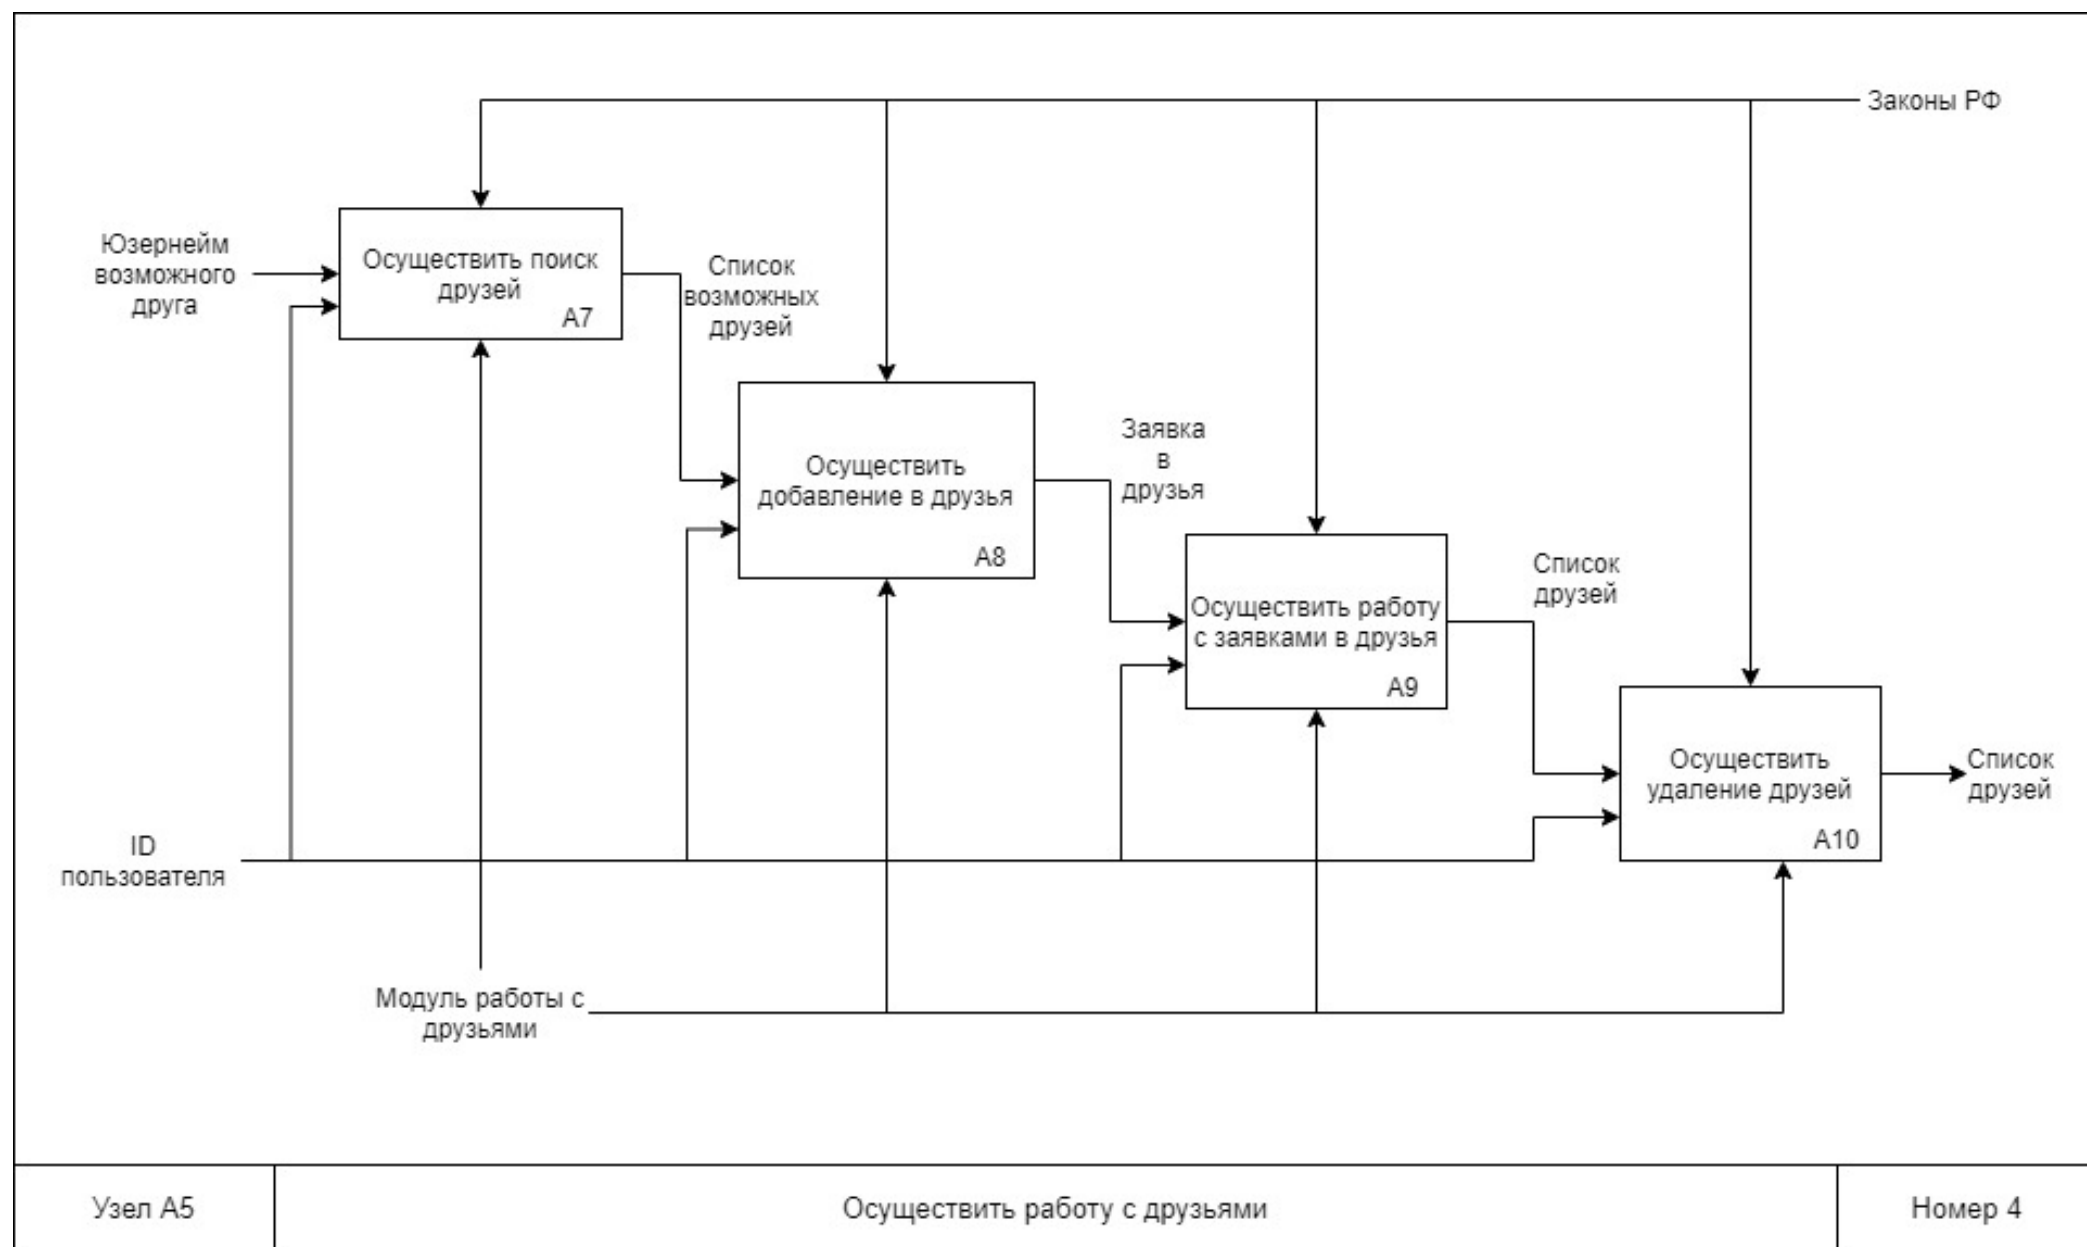 Законы РФ
Юзернейм
возможного
друга
Осуществить поиск
друзей
A7
Список
возможных
друзей
Осуществить
добавление в друзья
A8
Заявка
в
друзья
Осуществить работу
с заявками в друзья
A9
Список
друзей
Осуществить
удаление друзей
A10
Список
друзей
ID
пользователя
Модуль работы с
друзьями
Узел A5
Осуществить работу с друзьями
Номер 4